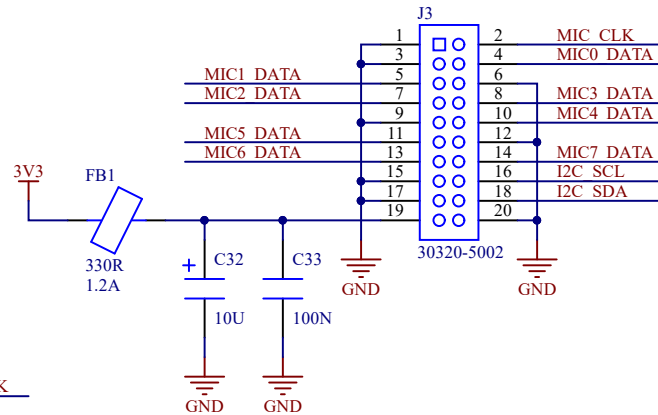 J3
1 2 MIC_CLK
3 4 MIC0_DATA
MIC1_DATA 5 6
MIC2_DATA 7 8 MIC3_DATA
9 10 MIC4_DATA
MIC5_DATA 11 12
MIC6_DATA 13 14 MIC7_DATA
15 16 I2C_SCL
17 18 I2C_SDA
19 20
3V3
FB1
330R
1.2A
30320-5002
GND GND
+ C32 C33
10U 100N
K
GND GND